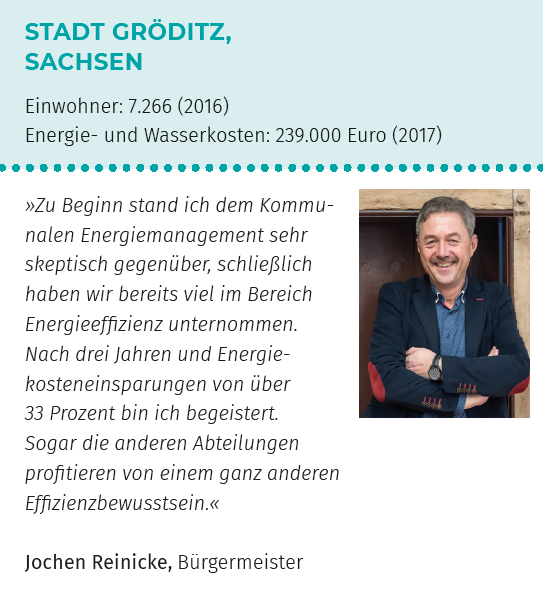 STADT GRÖDITZ,
SACHSEN
Einwohner: 7.266 (2016)
Energie- und Wasserkosten: 239.000 Euro (2017)
»Zu Beginn stand ich dem Kommu-
nalen Energiemanagement sehr
skeptisch gegenüber, schließlich
haben wir bereits viel im Bereich
Energieeffizienz unternommen.
Nach drei Jahren und Energie-
kosteneinsparungen von über
33 Prozent bin ich begeistert.
Sogar die anderen Abteilungen
profitieren von einem ganz anderen
Effizienzbewusstsein.«
Jochen Reinicke, Bürgermeister